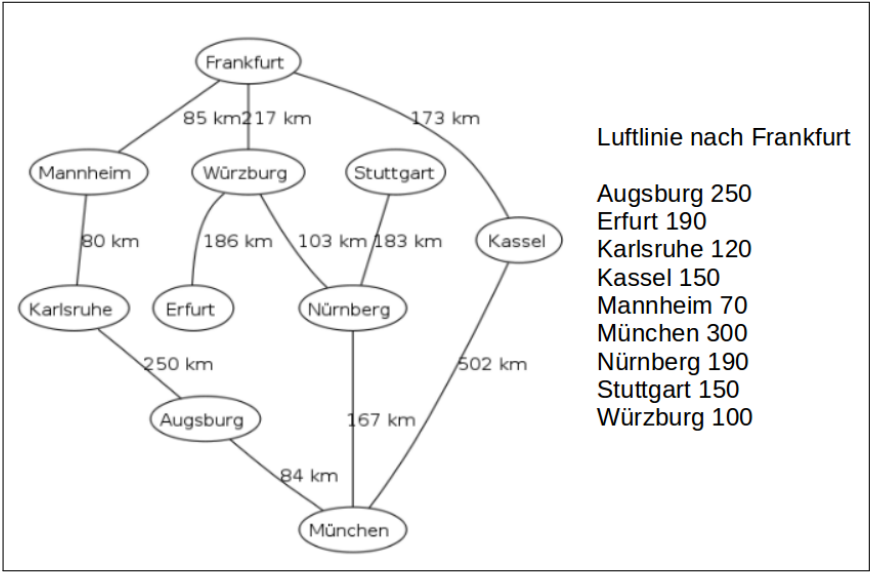 Frankfurt
85 km
217 km
173 km
Mannheim
Würzburg
Stuttgart
80 km
186 km
103 km
183 km
Kassel
Karlsruhe
Erfurt
Nürnberg
250 km
502 km
Augsburg
167 km
84 km
München
Luftlinie nach Frankfurt
Augsburg 250
Erfurt 190
Karlsruhe 120
Kassel 150
Mannheim 70
München 300
Nürnberg 190
Stuttgart 150
Würzburg 100